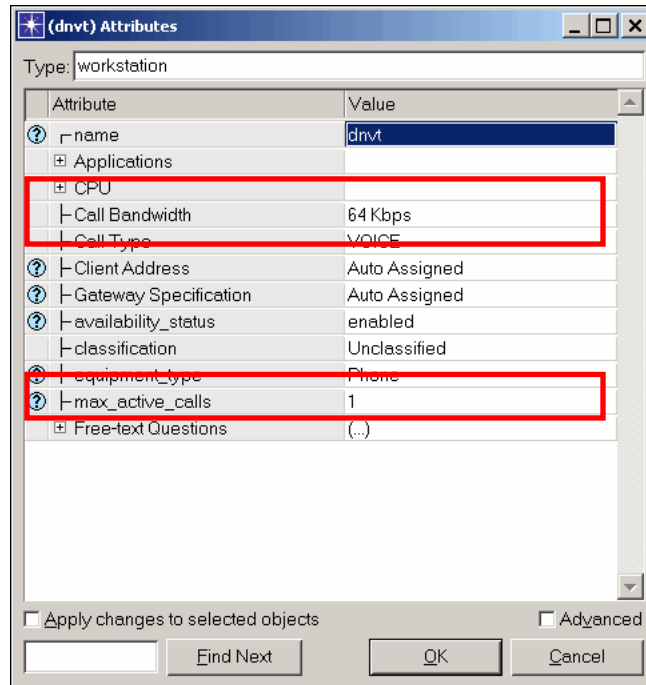 (dnvt) Attributes
Type: workstation
Attribute Value
? name dnvt
Applications
CPU
Call Bandwidth 64 Kbps
Call Type VOICE
? Client Address Auto Assigned
? Gateway Specification Auto Assigned
? availability_status enabled
classification Unclassified
? equipment_type Phone
? max_active_calls 1
Free-text Questions (...)
Apply changes to selected objects Advanced
Find Next OK Cancel